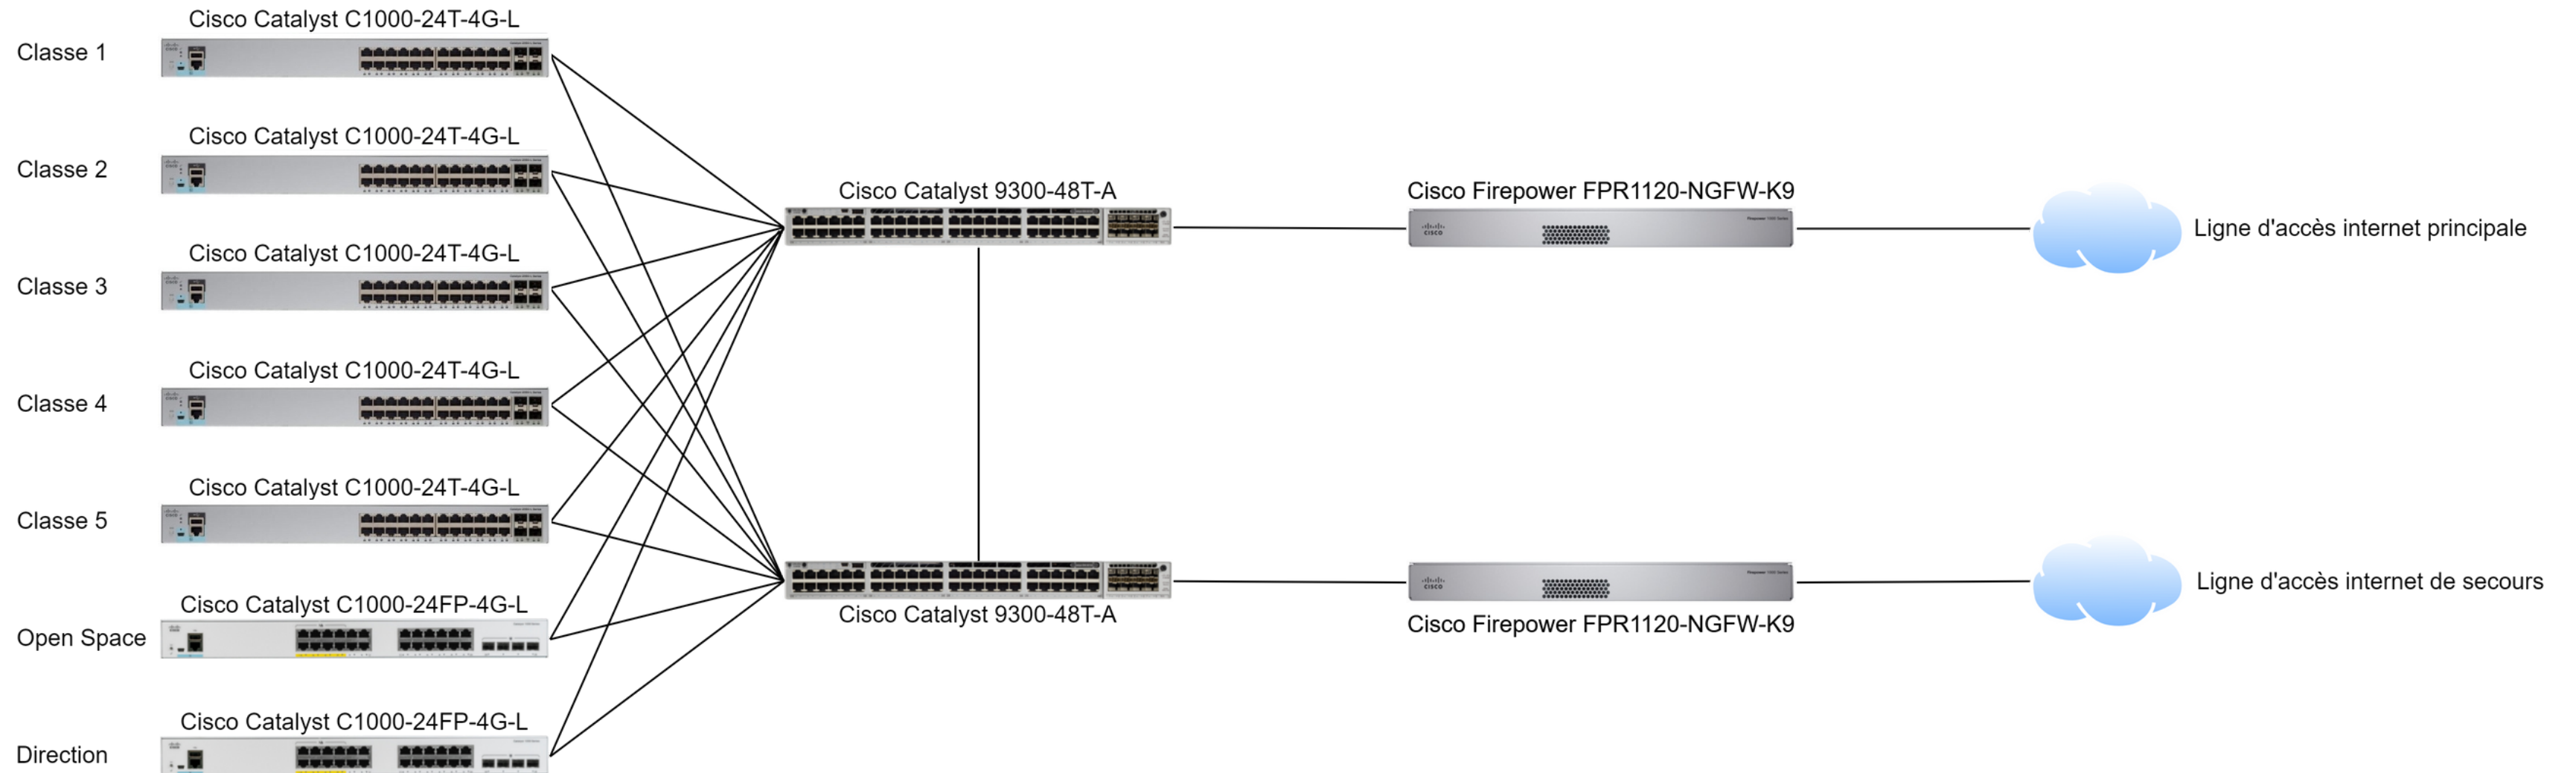 Cisco Catalyst C1000-24T-4G-L
Classe 1
Cisco Catalyst C1000-24T-4G-L
Classe 2
Cisco Catalyst C1000-24T-4G-L
Classe 3
Cisco Catalyst C1000-24T-4G-L
Classe 4
Cisco Catalyst C1000-24T-4G-L
Classe 5
Cisco Catalyst C1000-24FP-4G-L
Open Space
Cisco Catalyst C1000-24FP-4G-L
Direction
Cisco Catalyst 9300-48T-A
Cisco Catalyst 9300-48T-A
Cisco Firepower FPR1120-NGFW-K9
CISCO
Ligne d'accès internet principale
CISCO
Cisco Firepower FPR1120-NGFW-K9
Ligne d'accès internet de secours